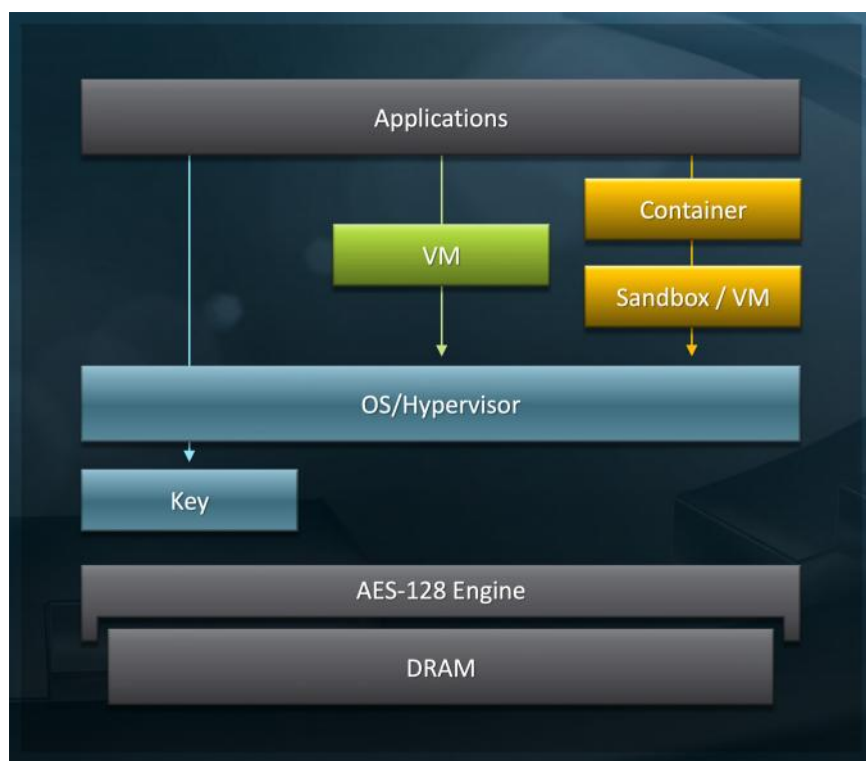 Applications
Container
VM
Sandbox / VM
OS/Hypervisor
Key
AES-128 Engine
DRAM